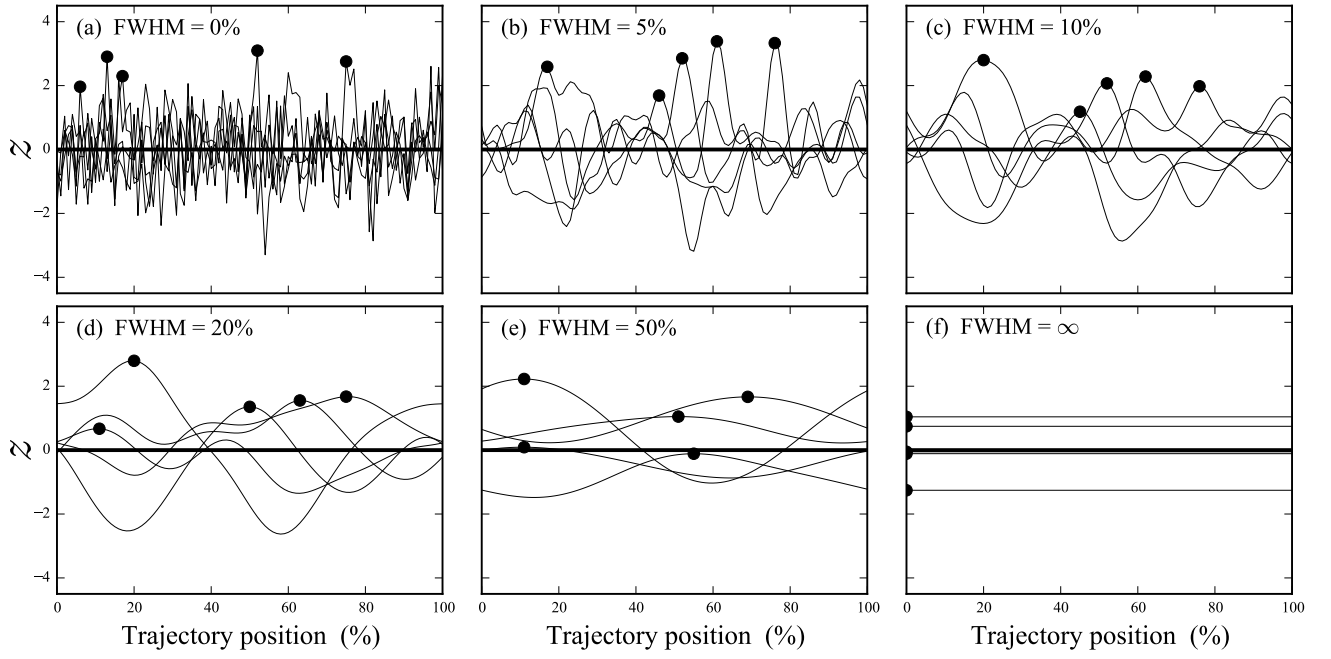 (a) FWHM = 0%
(b) FWHM = 5%
(c) FWHM = 10%
4
2
0
−2
−4
z
(d) FWHM = 20%
(e) FWHM = 50%
(f) FWHM = ∞
4
2
0
−2
−4
z
0 20 40 60 80 100
0 20 40 60 80 100
0 20 40 60 80 100
Trajectory position (%)
Trajectory position (%)
Trajectory position (%)